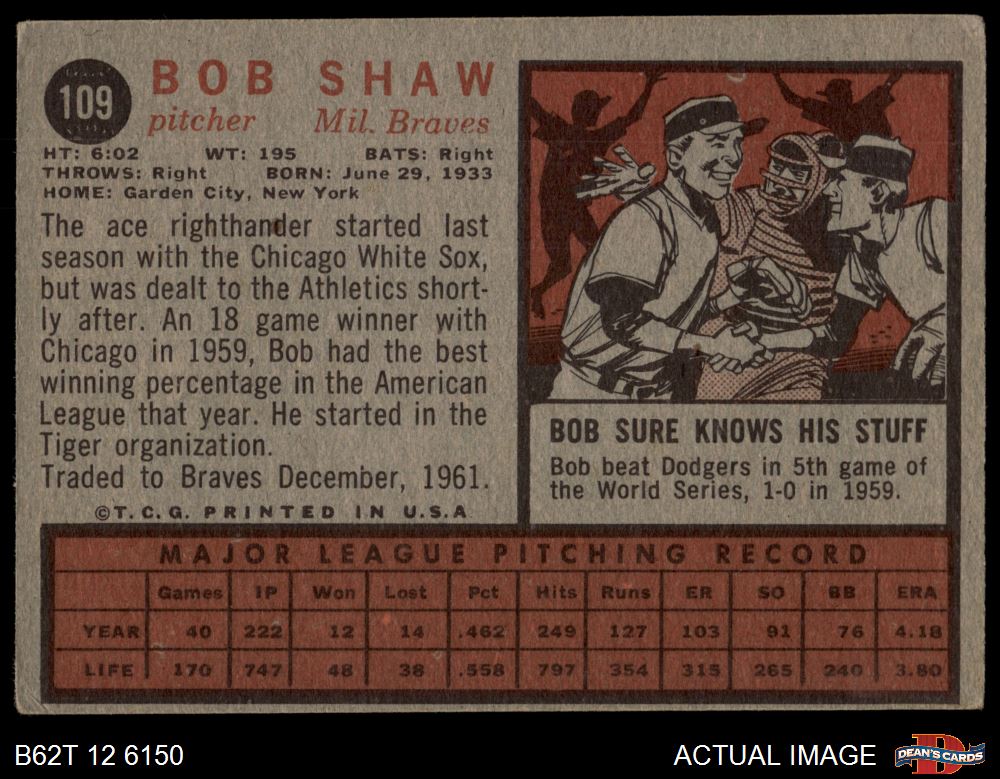 109
BOB SHAW
pitcher Mil. Braves
HT: 6:02 WT: 195 BATS: Right
THROWS: Right BORN: June 29, 1933
HOME: Garden City, New York
The ace righthander started last
season with the Chicago White Sox,
but was dealt to the Athletics short-
ly after. An 18 game winner with
Chicago in 1959, Bob had the best
winning percentage in the American
League that year. He started in the
Tiger organization.
Traded to Braves December, 1961.
©T.C.G. PRINTED IN U.S.A.
BOB SURE KNOWS HIS STUFF
Bob beat Dodgers in 5th game of
the World Series, 1-0 in 1959.
MAJOR LEAGUE PITCHING RECORD
Games IP Won Lost Pct Hits Runs ER SO BB ERA
YEAR 40 222 12 14 .462 249 127 103 91 76 4.18
LIFE 170 747 48 38 .558 797 354 315 265 240 3.80
B62T 12 6150
ACTUAL IMAGE
DEAN'S CARDS